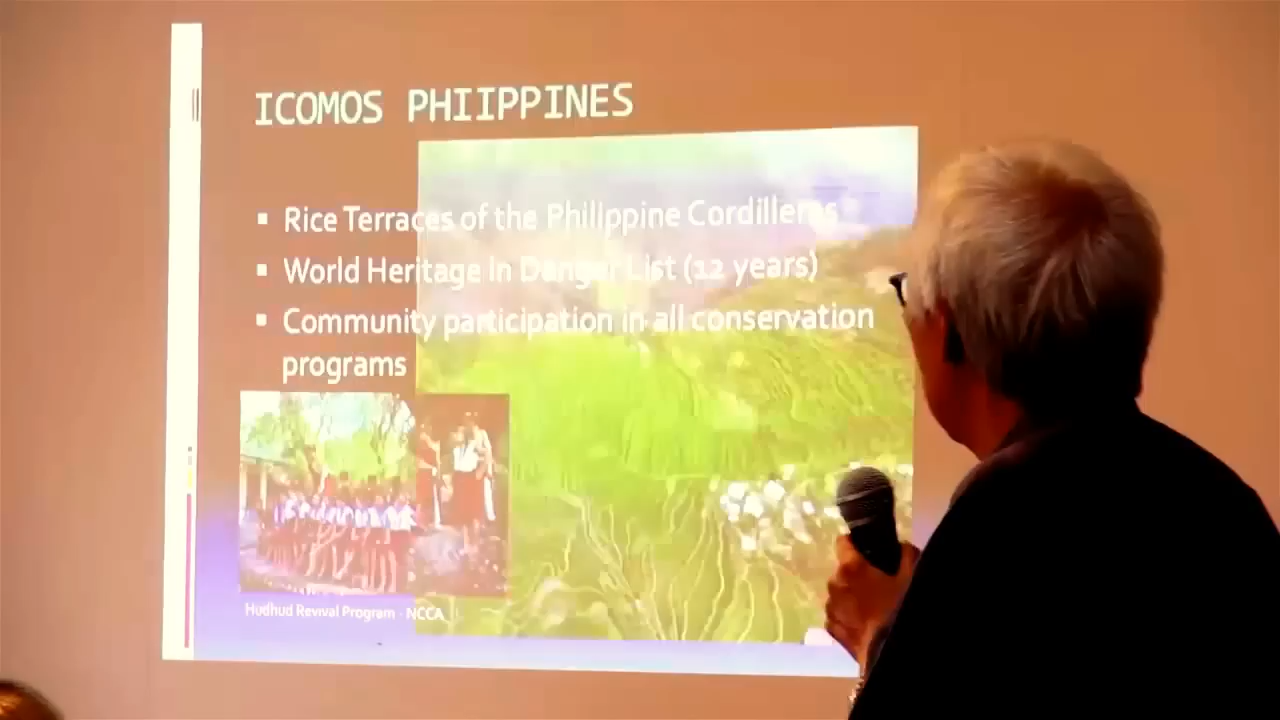 ICOMOS PHIIPPINES
▪ Rice Terraces of the Philippine Cordilleras
▪ World Heritage In Danger List (12 years)
▪ Community participation in all conservation
programs
Hudhud Revival Program - NCCA